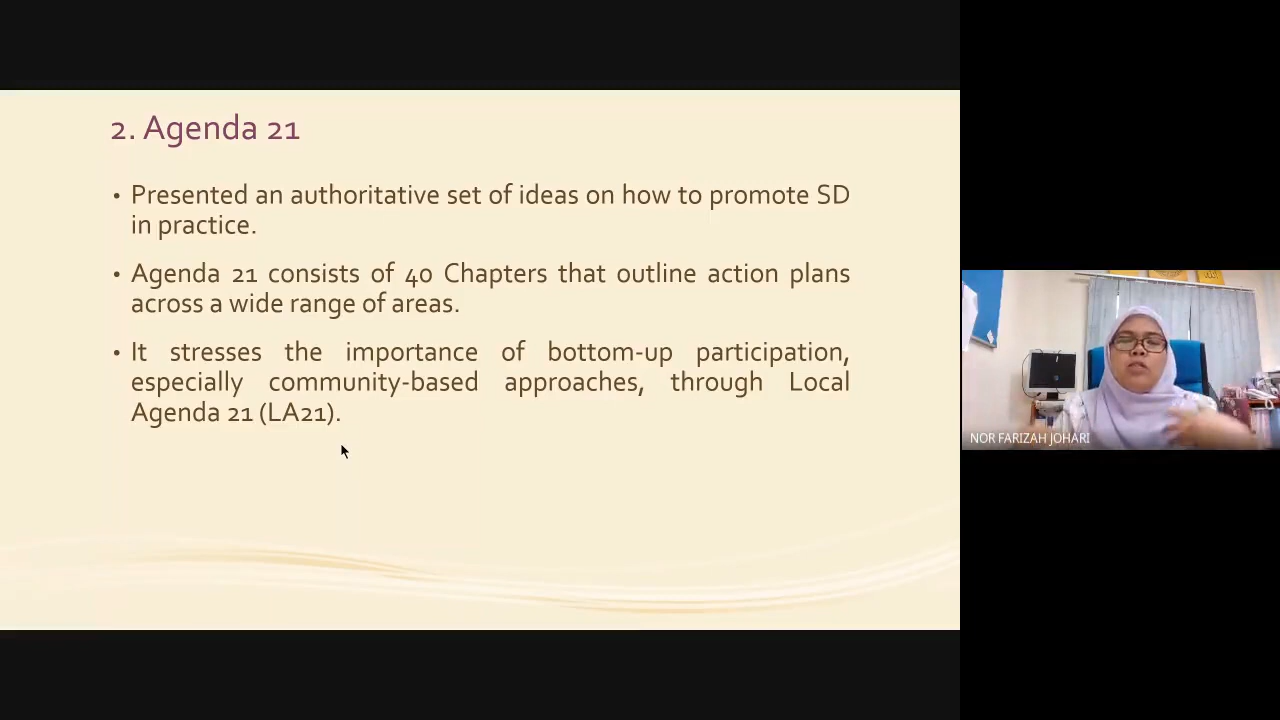 2. Agenda 21
• Presented an authoritative set of ideas on how to promote SD
in practice.
• Agenda 21 consists of 40 Chapters that outline action plans
across a wide range of areas.
• It stresses the importance of bottom-up participation,
especially community-based approaches, through Local
Agenda 21 (LA21).
NOR FARIZAH JOHARI